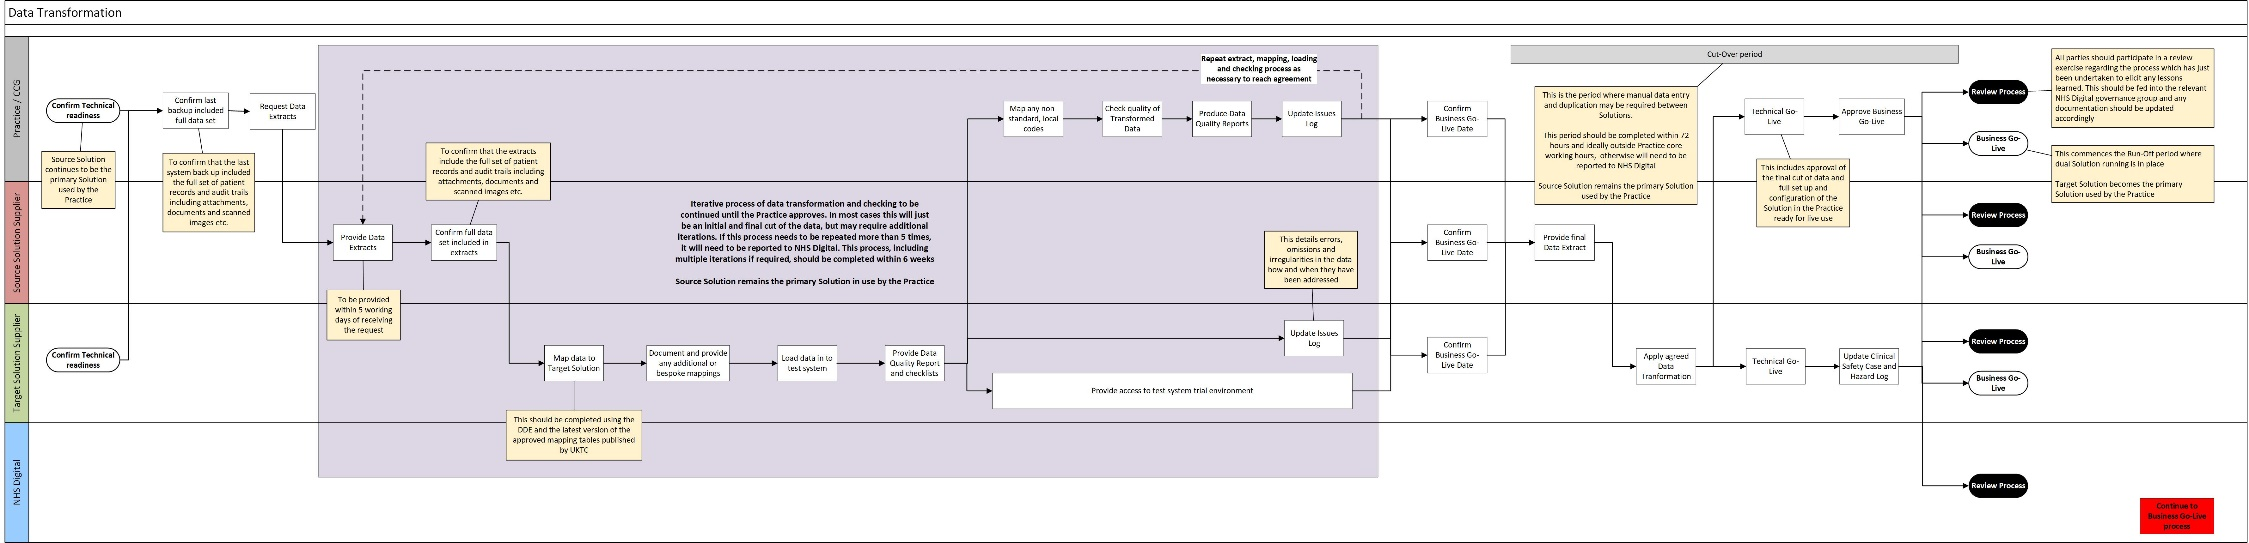 Data Transformation
Practice / CCG
Confirm Technical
readiness
Source Solution
continues to be the
primary Solution
used by the
Practice
Confirm last
backup included
full data set
To confirm that the last
system back up included
the full set of patient
records and audit trails
including attachments,
documents and scanned
images etc.
Request Data
Extracts
To confirm that the extracts
include the full set of patient
records and audit trails including
attachments, documents and
scanned images etc.
Repeat extract, mapping, loading
and checking process as
necessary to reach agreement
Map any non
standard, local
codes
Check quality of
Transformed
Data
Produce Data
Quality Reports
Update Issues
Log
Confirm
Business Go-
Live Date
Cut-Over period
This is the period where manual data entry
and duplication may be required between
Solutions.
This period should be completed within 72
hours and ideally outside Practice core
working hours,  otherwise will need to be
reported to NHS Digital
Source Solution remains the primary Solution
used by the Practice
Technical Go-
Live
Approve Business
Go-Live
This includes approval of
the final cut of data and
full set up and
configuration of the
Solution in the Practice
ready for live use
Review Process
All parties should participate in a review
exercise regarding the process which has just
been undertaken to elicit any lessons
learned. This should be fed into the relevant
NHS Digital governance group and any
documentation should be updated
accordingly
Business Go-
Live
This commences the Run-Off period where
dual Solution running is in place
Target Solution becomes the primary
Solution used by the Practice
Source Solution Supplier
Provide Data
Extracts
Confirm full data
set included in
extracts
To be provided
within 5 working
days of receiving
the request
Iterative process of data transformation and checking to be
continued until the Practice approves. In most cases this will just
be an initial and final cut of the data, but may require additional
iterations. If this process needs to be repeated more than 5 times,
it will need to be reported to NHS Digital. This process, including
multiple iterations if required, should be completed within 6 weeks
Source Solution remains the primary Solution in use by the Practice
This details errors,
omissions and
irregularities in the data
how and when they have
been addressed
Confirm
Business Go-
Live Date
Provide final
Data Extract
Review Process
Business Go-
Live
Target Solution Supplier
Confirm Technical
readiness
Map data to
Target Solution
Document and provide
any additional or
bespoke mappings
Load data in to
test system
Provide Data
Quality Report
and checklists
Update Issues
Log
Provide access to test system trial environment
Confirm
Business Go-
Live Date
Apply agreed
Data
Tranformation
Technical Go-
Live
Update Clinical
Safety Case and
Hazard Log
Review Process
Business Go-
Live
This should be completed using the
DDE and the latest version of the
approved mapping tables published
by UKTC
NHS Digital
Review Process
Continue to
Business Go-Live
process